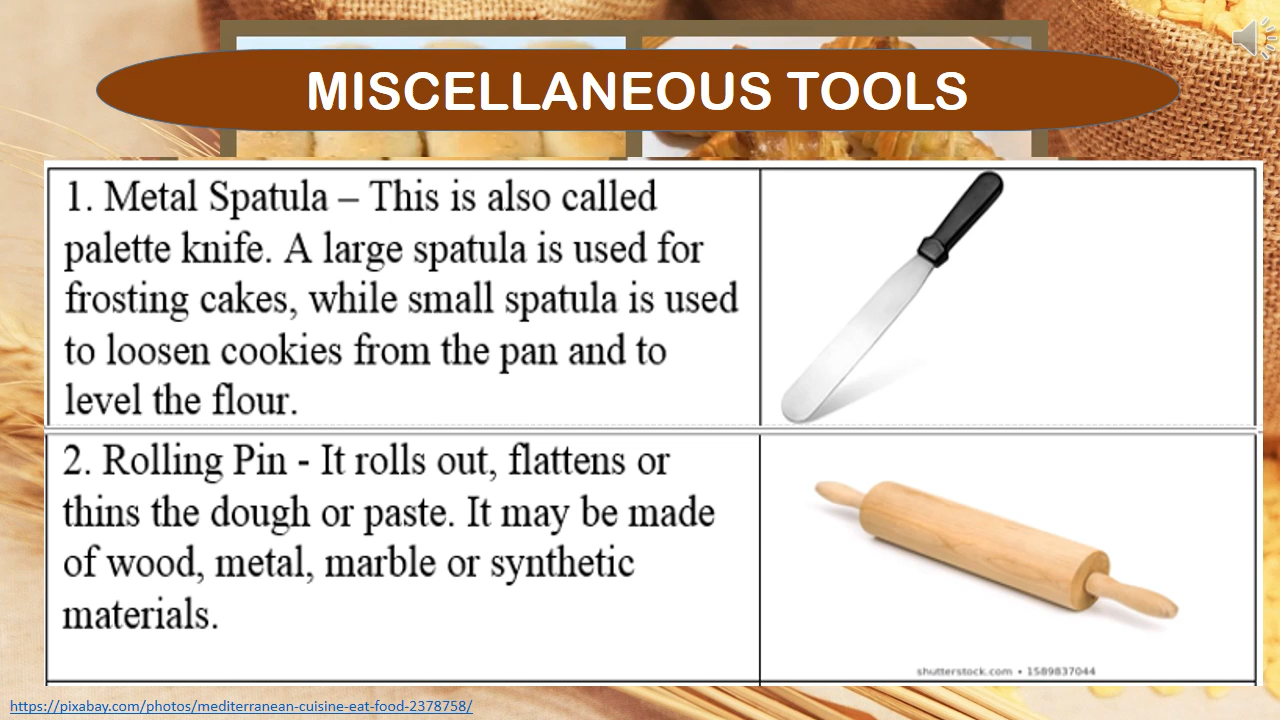 MISCELLANEOUS TOOLS
1. Metal Spatula – This is also called
palette knife. A large spatula is used for
frosting cakes, while small spatula is used
to loosen cookies from the pan and to
level the flour.
2. Rolling Pin - It rolls out, flattens or
thins the dough or paste. It may be made
of wood, metal, marble or synthetic
materials.
shutterstock.com • 1589837044
https://pixabay.com/photos/mediterranean-cuisine-eat-food-2378758/